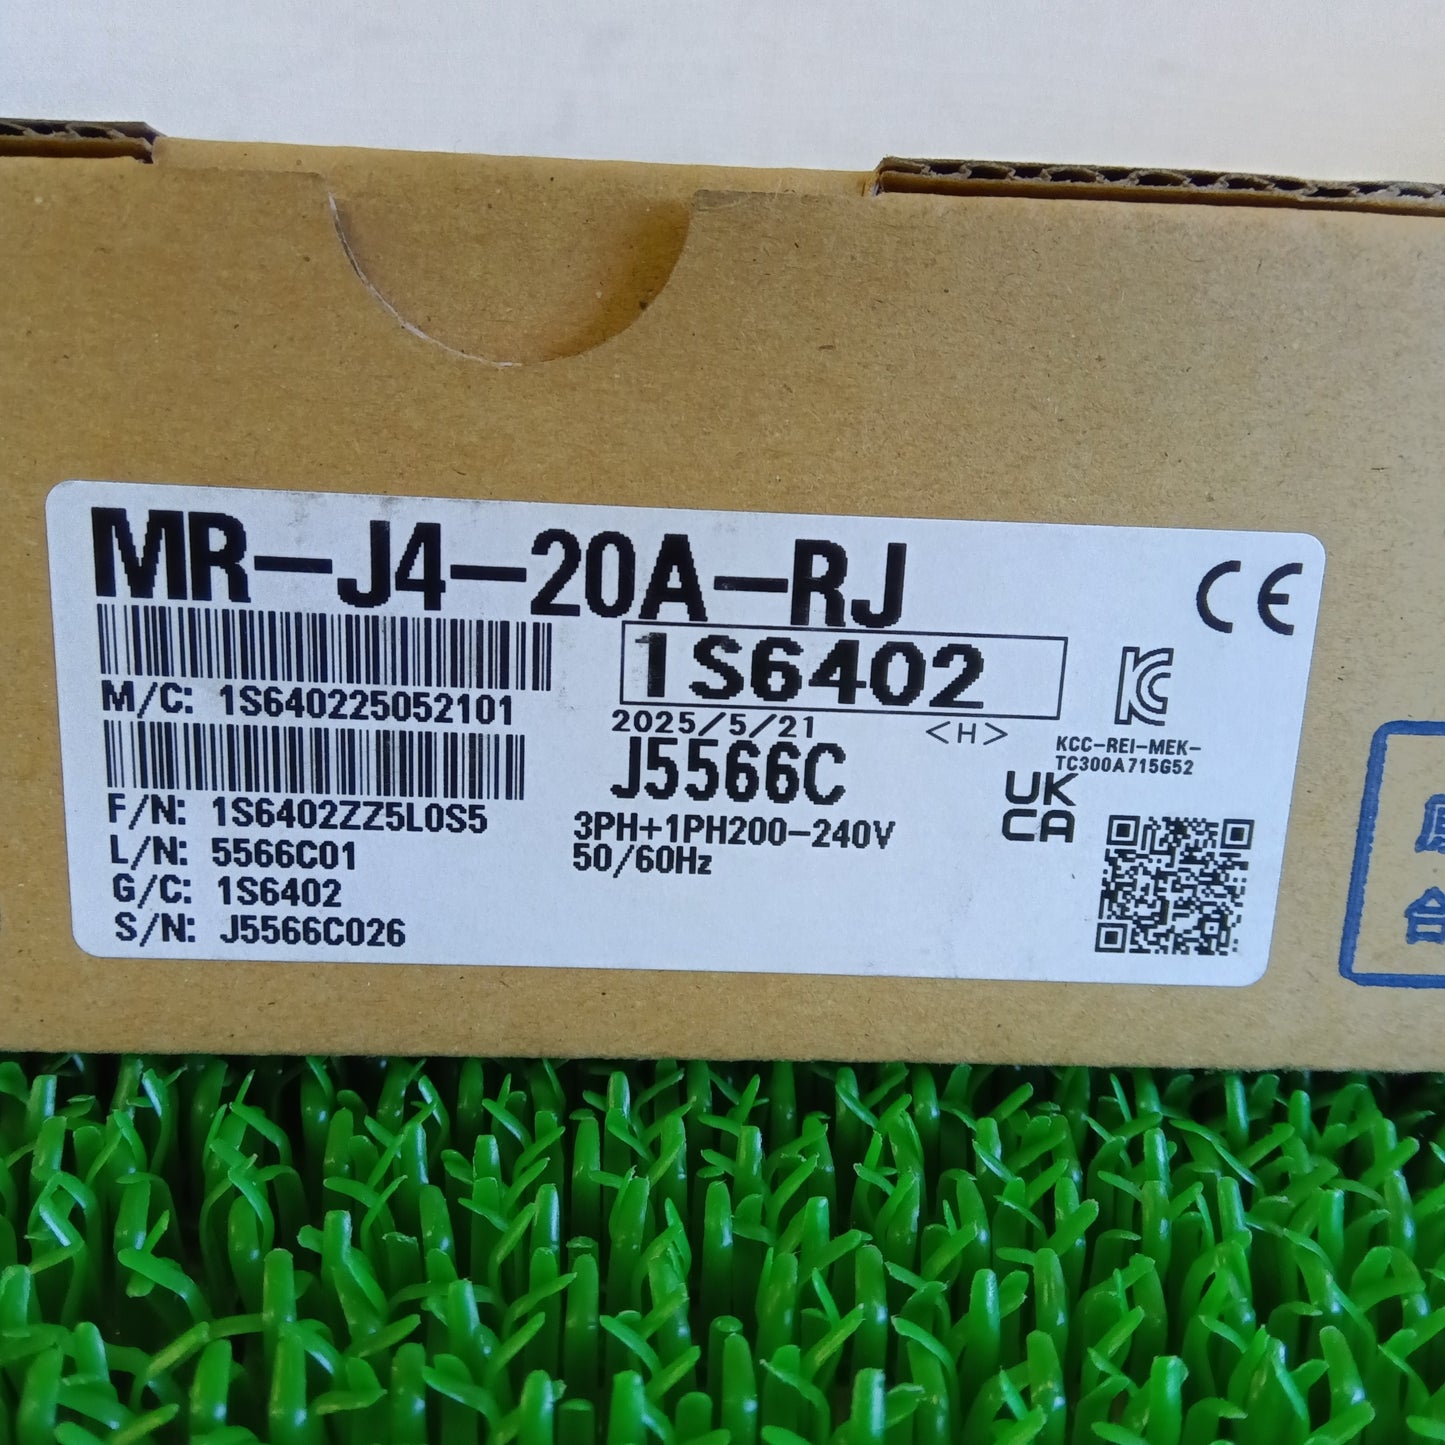 MR-J4-20A-RJ
CE
1S6402
M/C: 1S640225052101
2025/5/21
<H>
KCC-REI-MEK-
TC300A715G52
J5566C
UK
CA
F/N: 1S6402ZZ5L0S5
3PH+1PH200-240V
50/60Hz
L/N: 5566C01
G/C: 1S6402
S/N: J5566C026
合